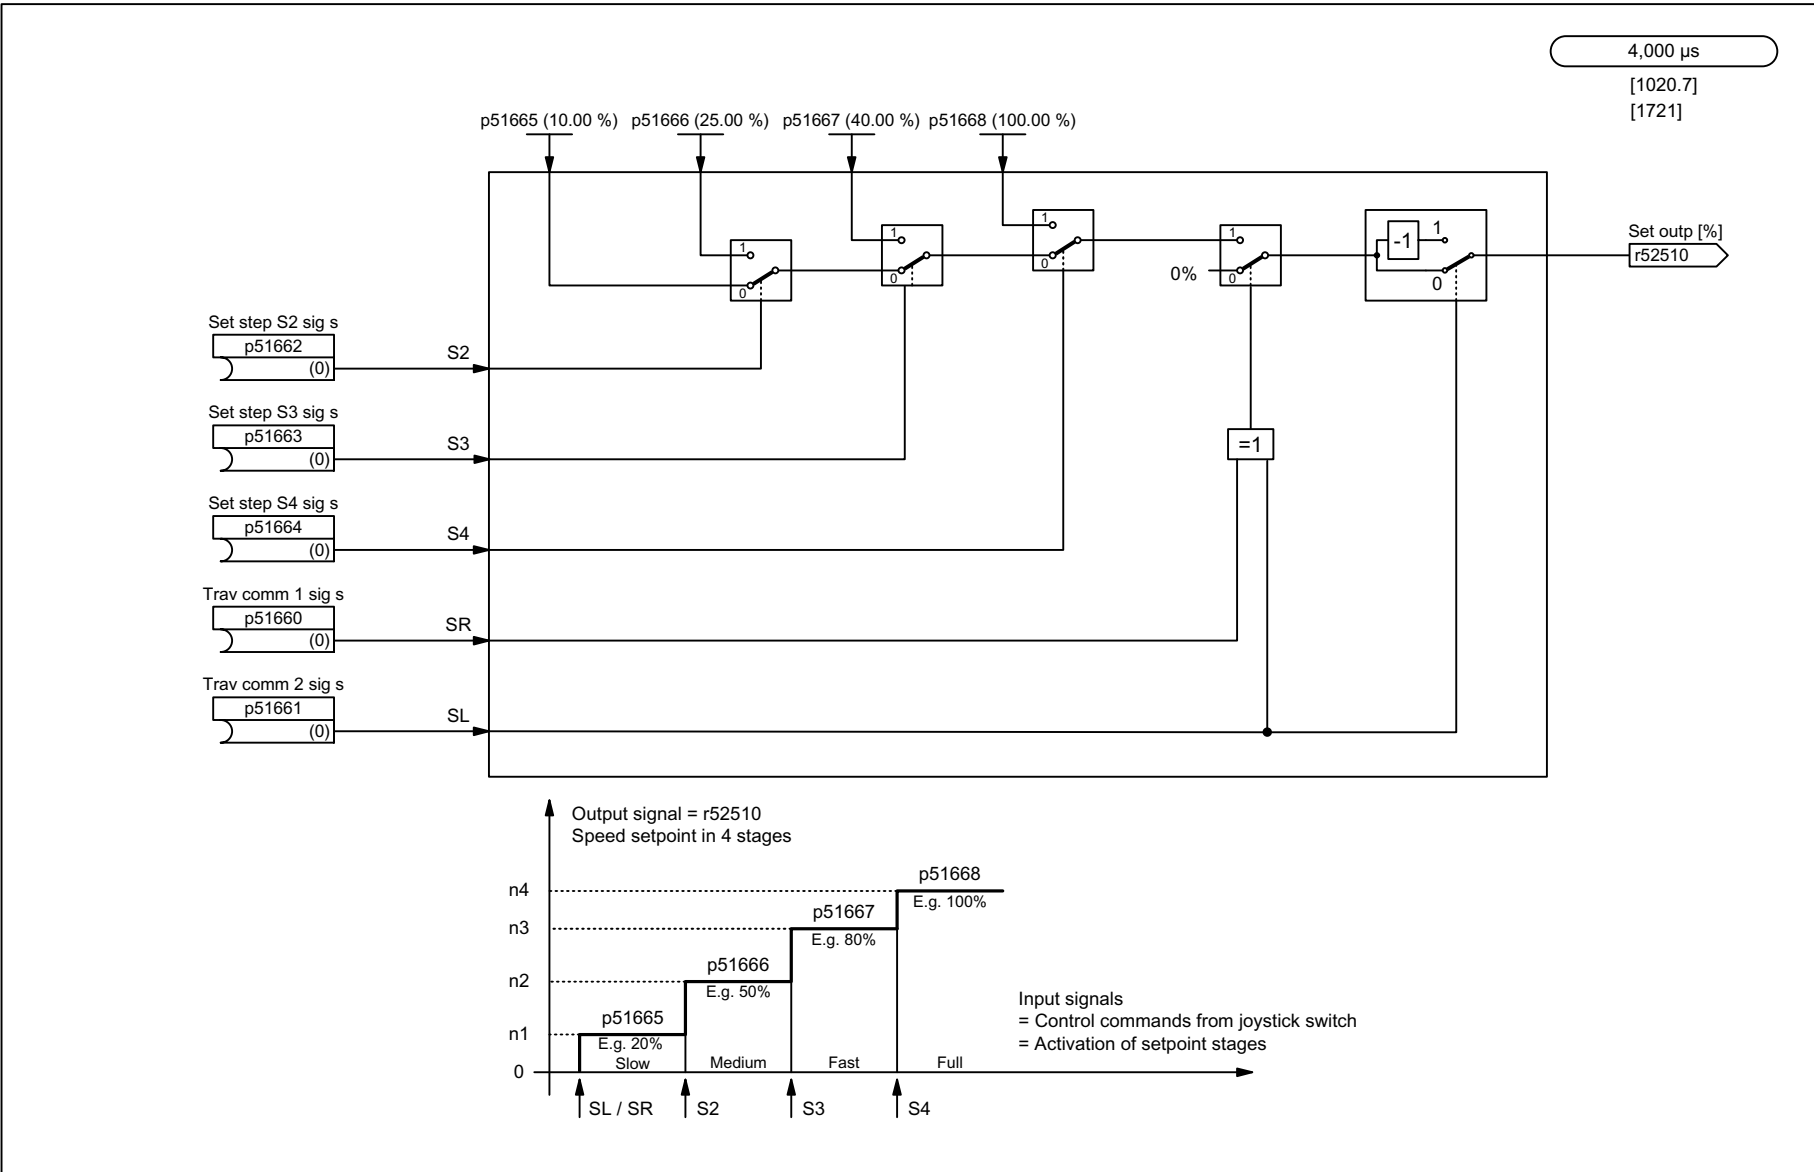 4,000 µs
[1020.7]
[1721]
p51665 (10.00 %) p51666 (25.00 %) p51667 (40.00 %) p51668 (100.00 %)
1
0
1
0
1
0
1
0% 0
-1 1
0
Set outp [%]
r52510
Set step S2 sig s
p51662
(0)
S2
Set step S3 sig s
p51663
(0)
S3
=1
Set step S4 sig s
p51664
(0)
S4
Trav comm 1 sig s
p51660
(0)
SR
Trav comm 2 sig s
p51661
(0)
SL
Output signal = r52510
Speed setpoint in 4 stages
n4
p51668
E.g. 100%
n3
p51667
E.g. 80%
n2
p51666
E.g. 50%
n1
p51665
E.g. 20%
Slow Medium Fast Full
0
SL / SR S2 S3 S4
Input signals
= Control commands from joystick switch
= Activation of setpoint stages